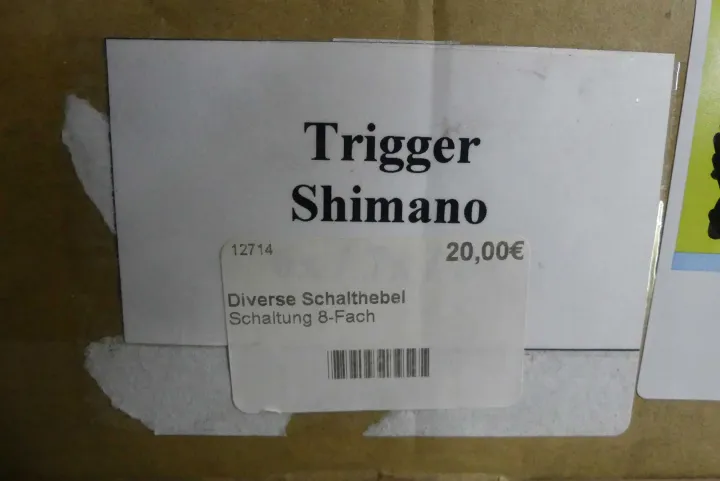 Trigger
Shimano
12714 20,00€
Diverse Schalthebel
Schaltung 8-Fach